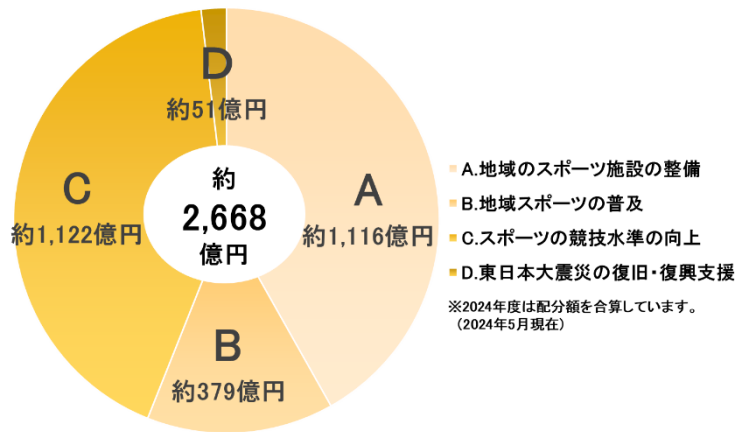 D
約51億円
C
約1,122億円
約
2,668
億円
A
約1,116億円
B
約379億円
A.地域のスポーツ施設の整備
B.地域スポーツの普及
C.スポーツの競技水準の向上
D.東日本大震災の復旧・復興支援
※2024年度は配分額を合算しています。
（2024年5月現在）